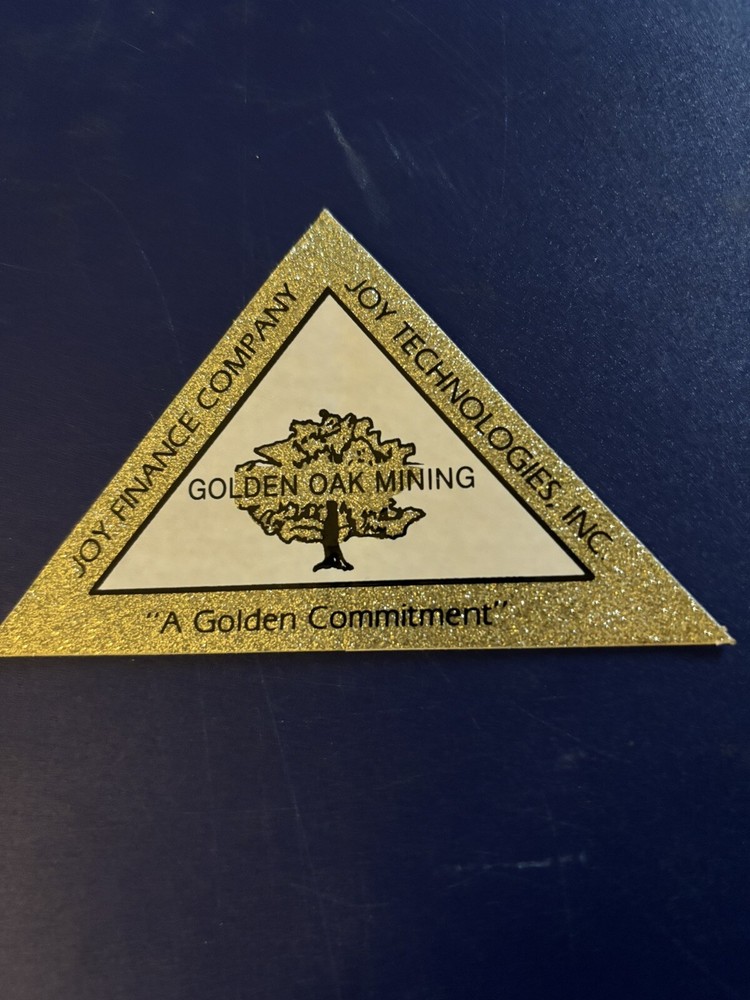 JOY FINANCE COMPANY
JOY TECHNOLOGIES, INC.
GOLDEN OAK MINING
"A Golden Commitment"